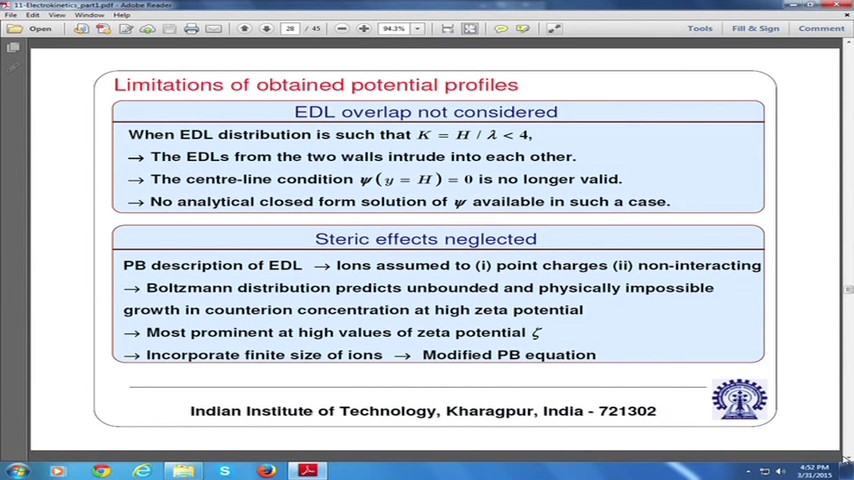 11-Electrokinetics_part1.pdf - Adobe Reader
File Edit View Window Help
Open 28 / 45 94.3% Tools Fill & Sign Comment
Limitations of obtained potential profiles
EDL overlap not considered
When EDL distribution is such that K = H / λ < 4,
→ The EDLs from the two walls intrude into each other.
→ The centre-line condition ψ(y = H) = 0 is no longer valid.
→ No analytical closed form solution of ψ available in such a case.
Steric effects neglected
PB description of EDL → Ions assumed to (i) point charges (ii) non-interacting
→ Boltzmann distribution predicts unbounded and physically impossible
growth in counterion concentration at high zeta potential
→ Most prominent at high values of zeta potential ζ
→ Incorporate finite size of ions → Modified PB equation
Indian Institute of Technology, Kharagpur, India - 721302
4:52 PM
3/31/2015